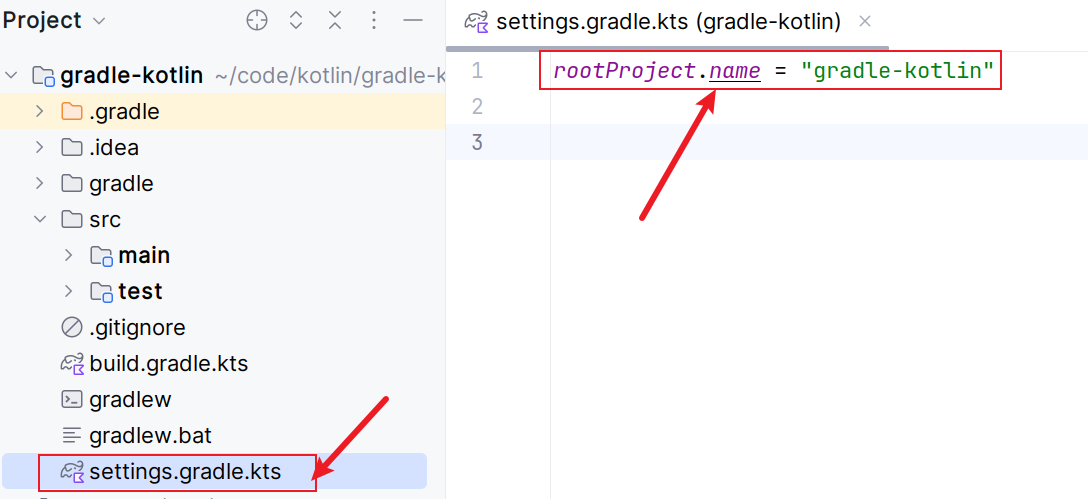 Project
gradle-kotlin ~/code/kotlin/gradle-k
.gradle
.idea
gradle
src
main
test
.gitignore
build.gradle.kts
gradlew
gradlew.bat
settings.gradle.kts
settings.gradle.kts (gradle-kotlin)
1 rootProject.name = "gradle-kotlin"
2
3